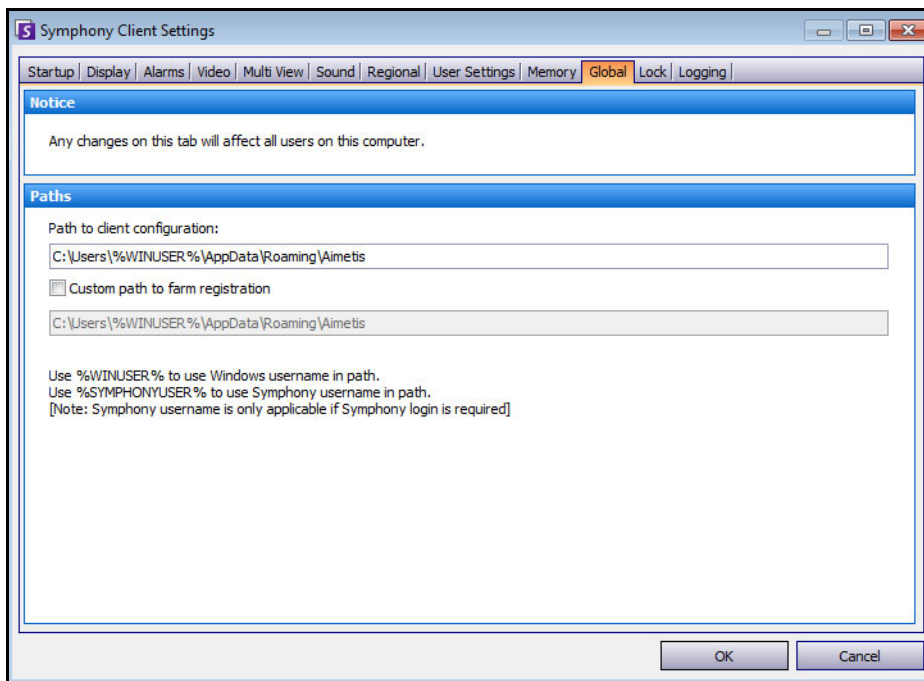 Symphony Client Settings
Startup Display Alarms Video Multi View Sound Regional User Settings Memory Global Lock Logging
Notice
Any changes on this tab will affect all users on this computer.
Paths
Path to client configuration:
C:\Users\%WINUSER%\AppData\Roaming\Aimetis
Custom path to farm registration
C:\Users\%WINUSER%\AppData\Roaming\Aimetis
Use %WINUSER% to use Windows username in path.
Use %SYMPHONYUSER% to use Symphony username in path.
[Note: Symphony username is only applicable if Symphony login is required]
OK Cancel